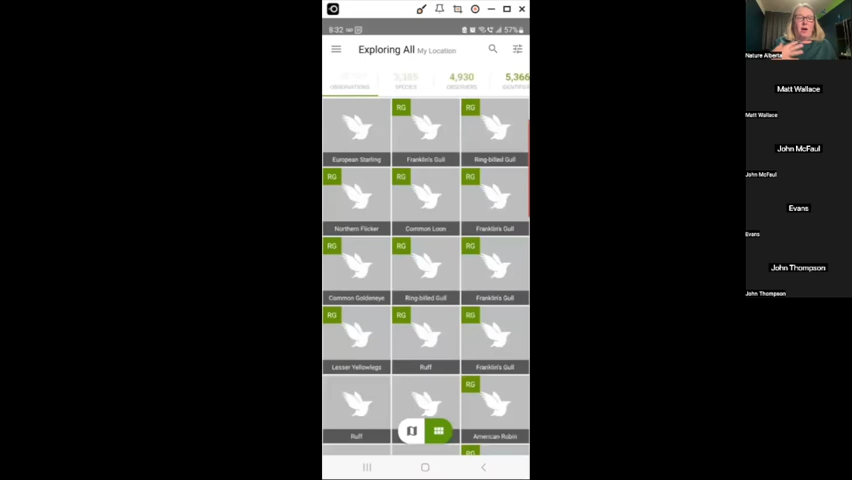 8:32
57%
Exploring All My Location
3,385
4,930
5,366
OBSERVATIONS
SPECIES
OBSERVERS
IDENTIFIE
RG
RG
European Starling
Franklin's Gull
Ring-billed Gull
RG
RG
Northern Flicker
Common Loon
Franklin's Gull
RG
RG
Common Goldeneye
Ring-billed Gull
Franklin's Gull
RG
RG
Lesser Yellowlegs
Ruff
Franklin's Gull
RG
Ruff
American Robin
RG
Nature Alberta
Matt Wallace
Matt Wallace
John McFaul
John McFaul
Evans
Evans
John Thompson
John Thompson